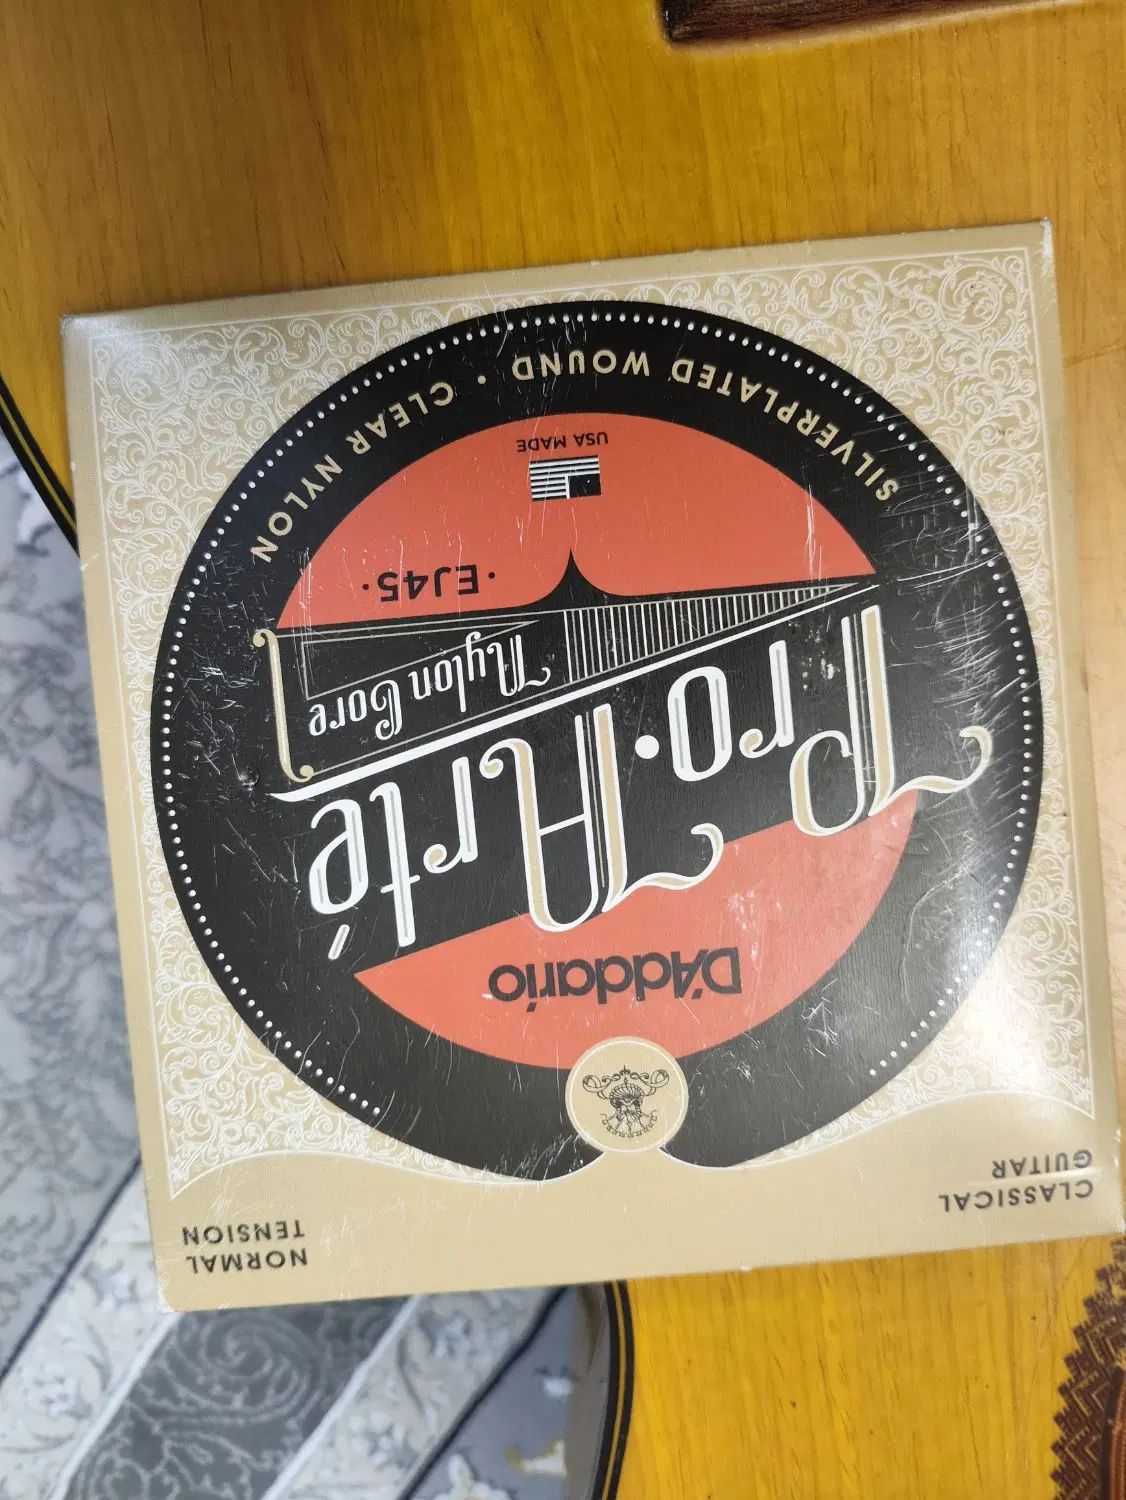 CLASSICAL
GUITAR
NORMAL
TENSION
D'Addario
Pro·Arté
Nylon Core
·EJ45·
USA MADE
SILVERPLATED WOUND · CLEAR NYLON